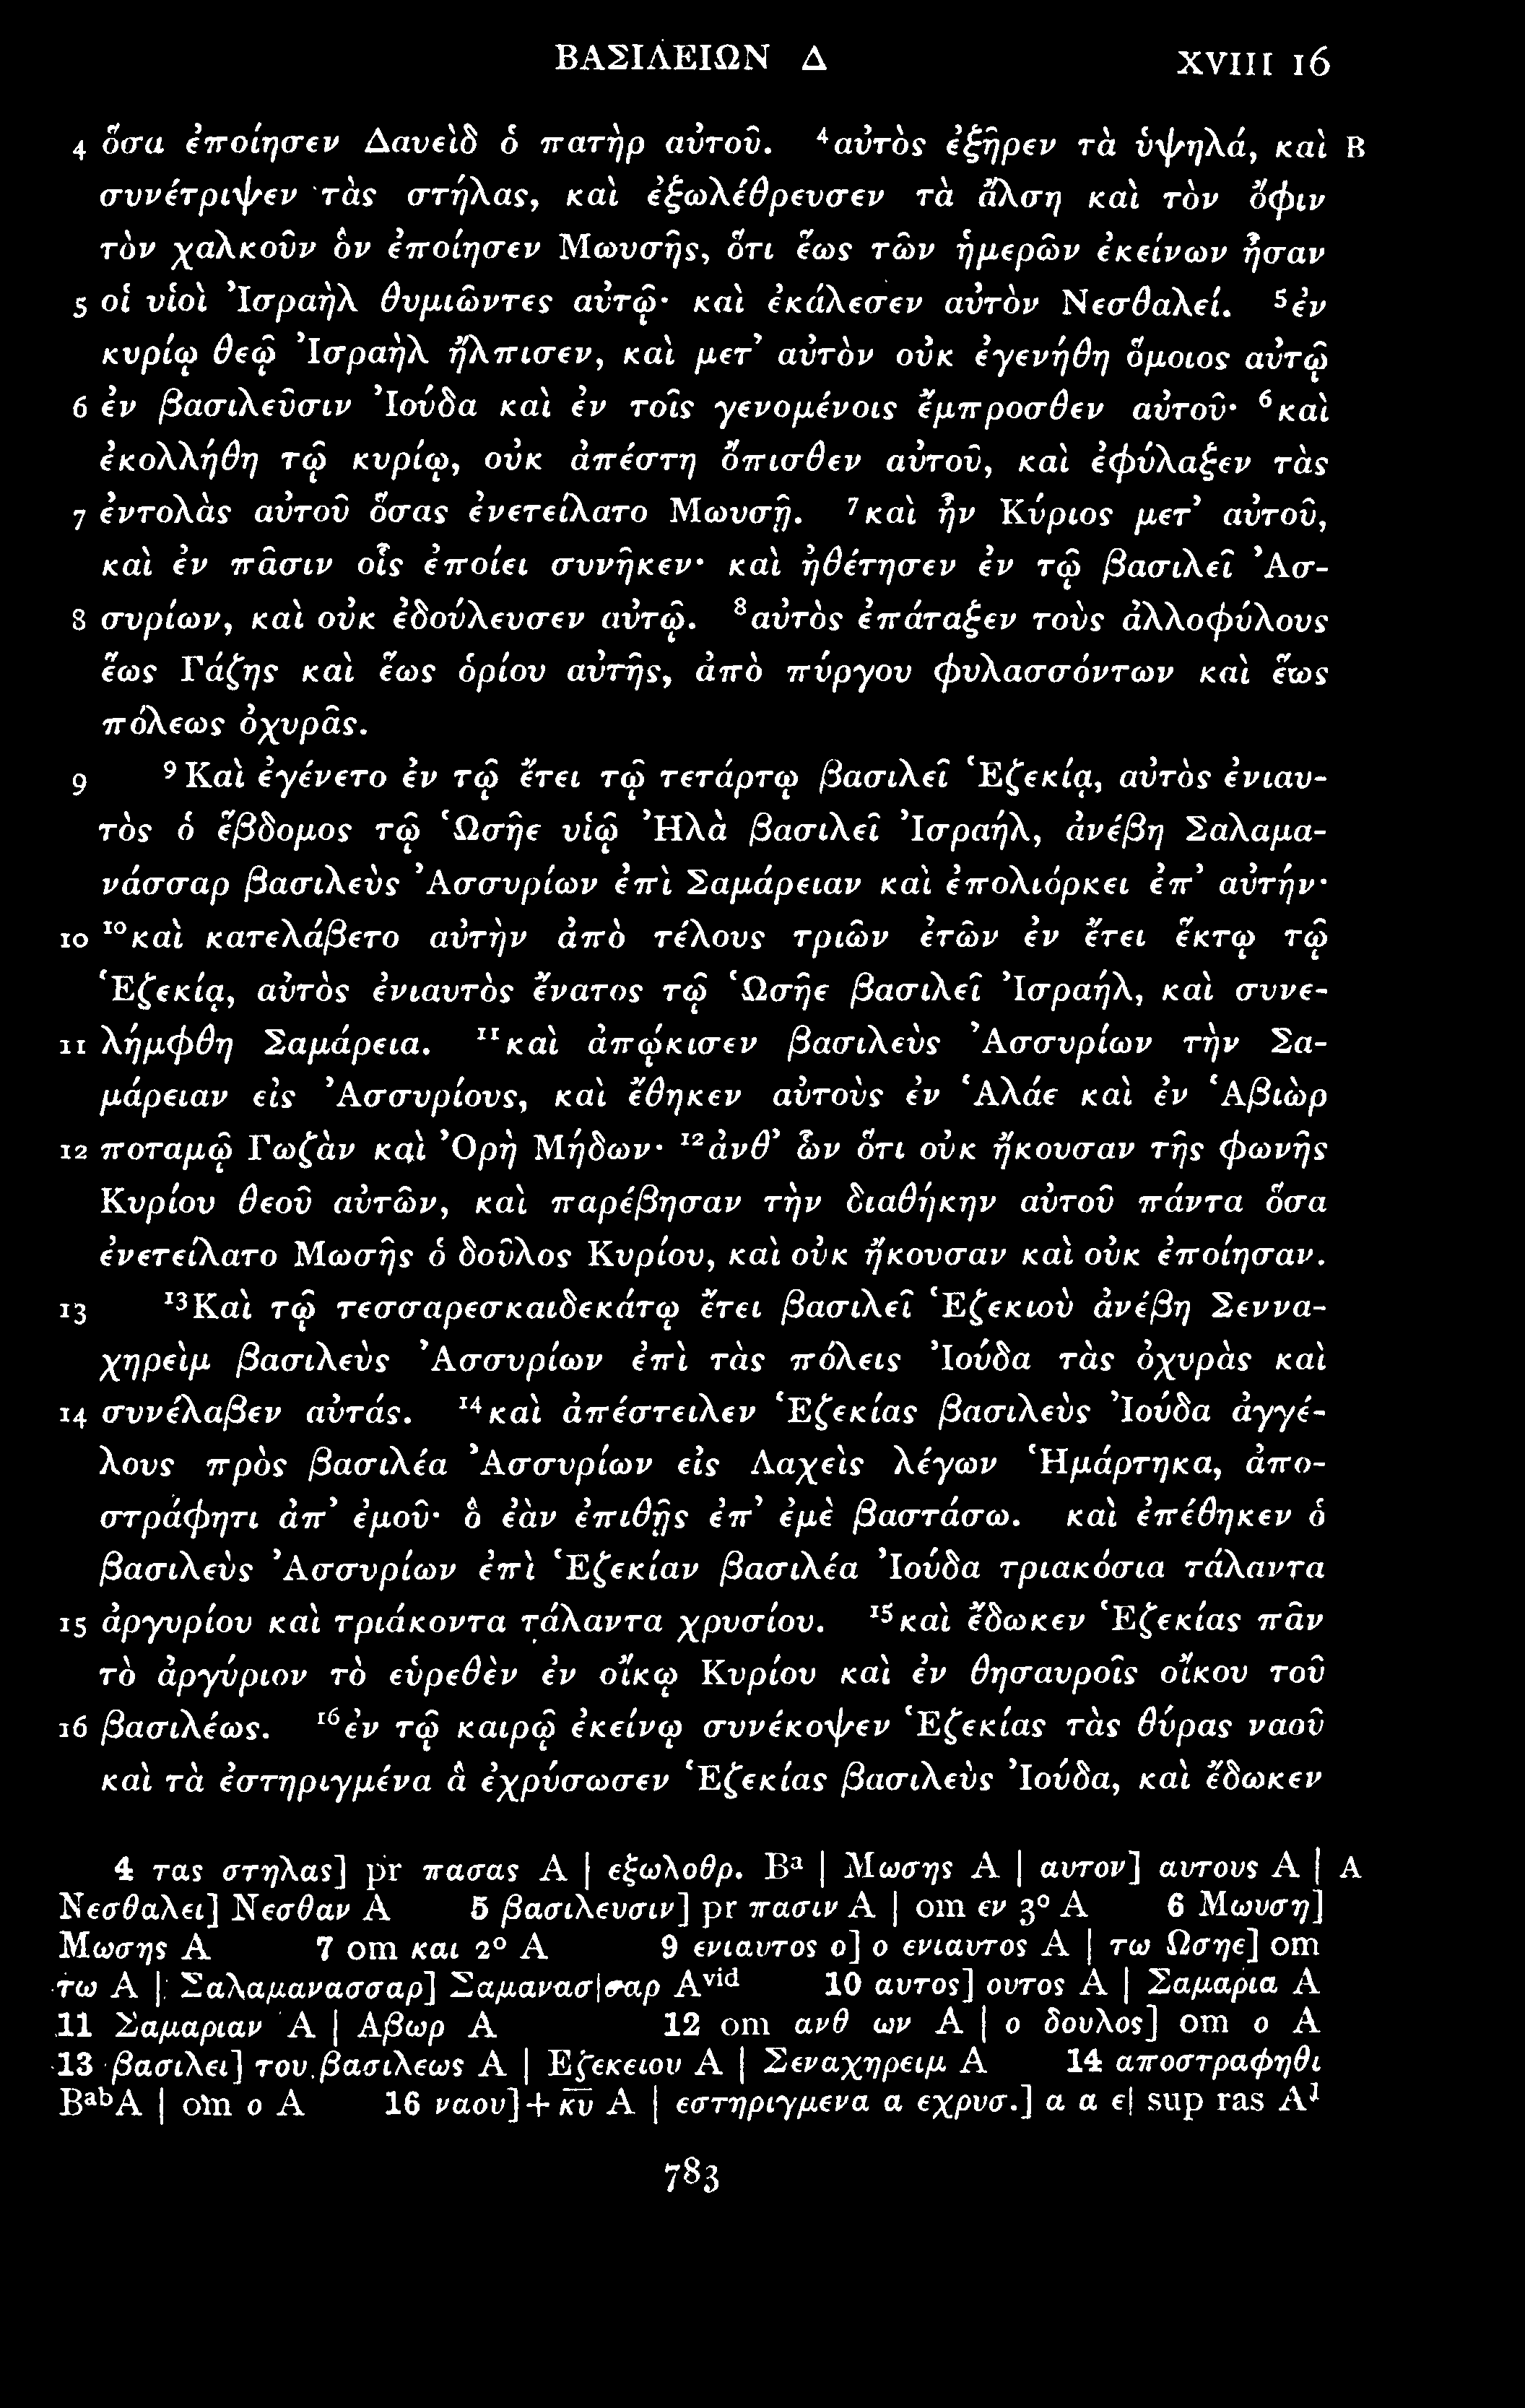 ΒΑΣΙΛΕΙΩΝ Δ XVIII 16
4 ὅσα ἐποίησεν Δαυεὶδ ὁ πατὴρ αὐτοῦ. ⁴αὐτὸς ἐξῆρεν τὰ ὑψηλά, καὶ B
συνέτριψεν τὰς στήλας, καὶ ἐξωλέθρευσεν τὰ ἄλση καὶ τὸν ὄφιν
τὸν χαλκοῦν ὃν ἐποίησεν Μωυσῆς, ὅτι ἕως τῶν ἡμερῶν ἐκείνων ἦσαν
5 οἱ υἱοὶ Ἰσραὴλ θυμιῶντες αὐτῷ· καὶ ἐκάλεσεν αὐτὸν Νεσθαλεί. ⁵ἐν
κυρίῳ θεῷ Ἰσραὴλ ἤλπισεν, καὶ μετ’ αὐτὸν οὐκ ἐγενήθη ὅμοιος αὐτῷ
6 ἐν βασιλεῦσιν Ἰούδα καὶ ἐν τοῖς γενομένοις ἔμπροσθεν αὐτοῦ· ⁶καὶ
ἐκολλήθη τῷ κυρίῳ, οὐκ ἀπέστη ὄπισθεν αὐτοῦ, καὶ ἐφύλαξεν τὰς
7 ἐντολὰς αὐτοῦ ὅσας ἐνετείλατο Μωυσῇ. ⁷καὶ ἦν Κύριος μετ’ αὐτοῦ,
καὶ ἐν πᾶσιν οἷς ἐποίει συνῆκεν· καὶ ἠθέτησεν ἐν τῷ βασιλεῖ Ἀσ-
8 συρίων, καὶ οὐκ ἐδούλευσεν αὐτῷ. ⁸αὐτὸς ἐπάταξεν τοὺς ἀλλοφύλους
ἕως Γάζης καὶ ἕως ὁρίου αὐτῆς, ἀπὸ πύργου φυλασσόντων καὶ ἕως
πόλεως ὀχυρᾶς.
9 ⁹Καὶ ἐγένετο ἐν τῷ ἔτει τῷ τετάρτῳ βασιλεῖ Ἑζεκίᾳ, αὐτὸς ἐνιαυ-
τὸς ὁ ἕβδομος τῷ Ὡσῆε υἱῷ Ἠλὰ βασιλεῖ Ἰσραήλ, ἀνέβη Σαλαμα-
νάσσαρ βασιλεὺς Ἀσσυρίων ἐπὶ Σαμάρειαν καὶ ἐπολιόρκει ἐπ’ αὐτήν·
10 ¹⁰καὶ κατελάβετο αὐτὴν ἀπὸ τέλους τριῶν ἐτῶν ἐν ἔτει ἕκτῳ τῷ
Ἑζεκίᾳ, αὐτὸς ἐνιαυτὸς ἔνατος τῷ Ὡσῆε βασιλεῖ Ἰσραήλ, καὶ συνε-
11 λήμφθη Σαμάρεια. ¹¹καὶ ἀπῴκισεν βασιλεὺς Ἀσσυρίων τὴν Σα-
μάρειαν εἰς Ἀσσυρίους, καὶ ἔθηκεν αὐτοὺς ἐν Ἁλάε καὶ ἐν Ἁβιὼρ
12 ποταμῷ Γωζὰν καὶ Ὀρὴ Μήδων· ¹²ἀνθ’ ὧν ὅτι οὐκ ἤκουσαν τῆς φωνῆς
Κυρίου θεοῦ αὐτῶν, καὶ παρέβησαν τὴν διαθήκην αὐτοῦ πάντα ὅσα
ἐνετείλατο Μωσῆς ὁ δοῦλος Κυρίου, καὶ οὐκ ἤκουσαν καὶ οὐκ ἐποίησαν.
13 ¹³Καὶ τῷ τεσσαρεσκαιδεκάτῳ ἔτει βασιλεῖ Ἑζεκιοὺ ἀνέβη Σεννα-
χηρεὶμ βασιλεὺς Ἀσσυρίων ἐπὶ τὰς πόλεις Ἰούδα τὰς ὀχυρὰς καὶ
14 συνέλαβεν αὐτάς. ¹⁴καὶ ἀπέστειλεν Ἑζεκίας βασιλεὺς Ἰούδα ἀγγέ-
λους πρὸς βασιλέα Ἀσσυρίων εἰς Λαχεὶς λέγων Ἡμάρτηκα, ἀπο-
στράφητι ἀπ’ ἐμοῦ· ὃ ἐὰν ἐπιθῇς ἐπ’ ἐμὲ βαστάσω. καὶ ἐπέθηκεν ὁ
βασιλεὺς Ἀσσυρίων ἐπὶ Ἑζεκίαν βασιλέα Ἰούδα τριακόσια τάλαντα
15 ἀργυρίου καὶ τριάκοντα τάλαντα χρυσίου. ¹⁵καὶ ἔδωκεν Ἑζεκίας πᾶν
τὸ ἀργύριον τὸ εὑρεθὲν ἐν οἴκῳ Κυρίου καὶ ἐν θησαυροῖς οἴκου τοῦ
16 βασιλέως. ¹⁶ἐν τῷ καιρῷ ἐκείνῳ συνέκοψεν Ἑζεκίας τὰς θύρας ναοῦ
καὶ τὰ ἐστηριγμένα ἃ ἐχρύσωσεν Ἑζεκίας βασιλεὺς Ἰούδα, καὶ ἔδωκεν
4 τας στηλας] pr πασας A | εξωλοθρ. Bᵃ | Μωσης A | αυτον] αυτους A | A
Νεσθαλει] Νεσθαν A 5 βασιλευσιν] pr πασιν A | om εν 3° A 6 Μωυση]
Μωσης A 7 om και 2° A 9 ενιαυτος ο] ο ενιαυτος A | τω Ωσηε] om
τω A | Σαλαμανασσαρ] Σαμανασ|σαρ Aᵛⁱᵈ 10 αυτος] ουτος A | Σαμαρια A
11 Σαμαριαν A | Αβωρ A 12 om ανθ ων A | ο δουλος] om ο A
13 βασιλει] του βασιλεως A | Εζεκειου A | Σεναχηρειμ A 14 αποστραφηθι
BᵃᵇA | om ο A 16 ναου]+κ̅υ̅ A | εστηριγμενα α εχρυσ.] α α ε| sup ras A¹
783